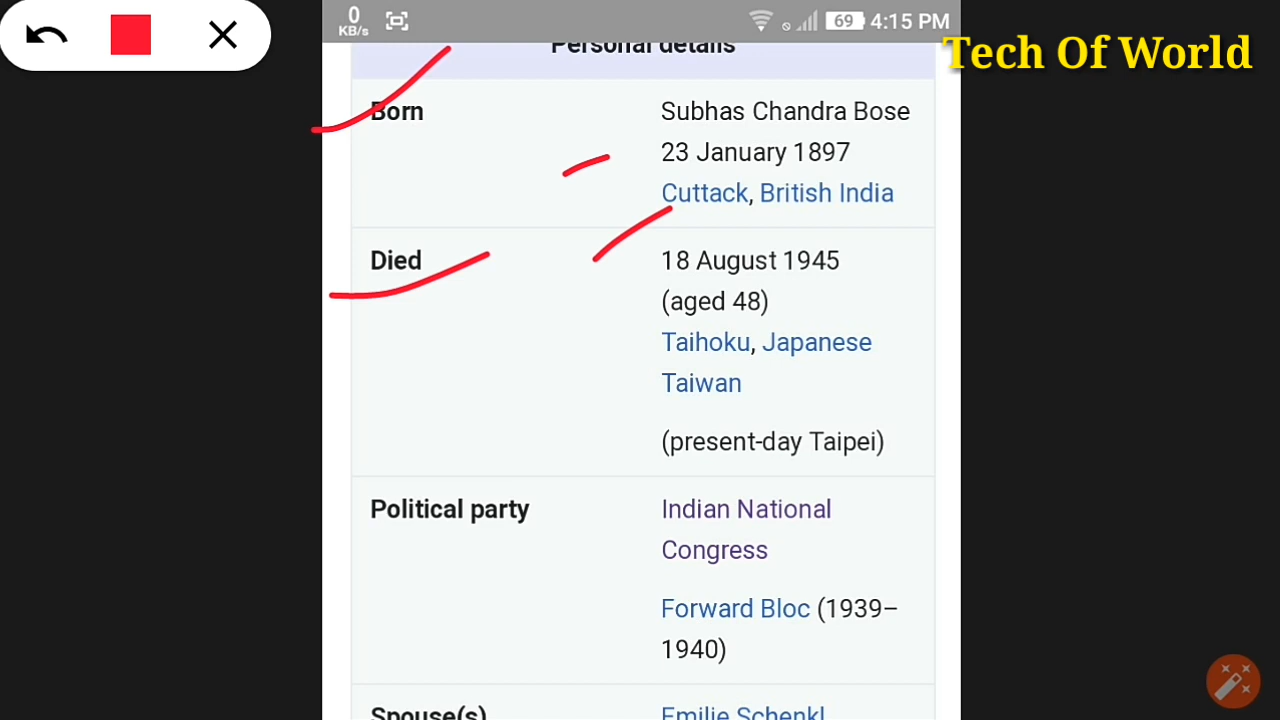 0
KB/s
69 4:15 PM
Tech Of World
Personal details
Born
Subhas Chandra Bose
23 January 1897
Cuttack, British India
Died
18 August 1945
(aged 48)
Taihoku, Japanese
Taiwan
(present-day Taipei)
Political party
Indian National
Congress
Forward Bloc (1939–
1940)
Spouse(s)
Emilie Schenkl